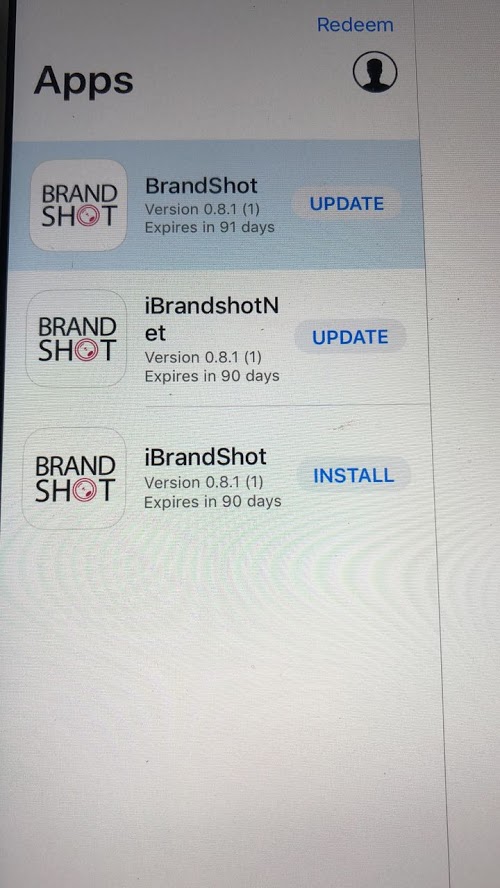 Redeem
Apps
BRAND
SHOT
BrandShot
Version 0.8.1 (1)
Expires in 91 days
UPDATE
BRAND
SHOT
iBrandshotN
et
Version 0.8.1 (1)
Expires in 90 days
UPDATE
BRAND
SHOT
iBrandShot
Version 0.8.1 (1)
Expires in 90 days
INSTALL